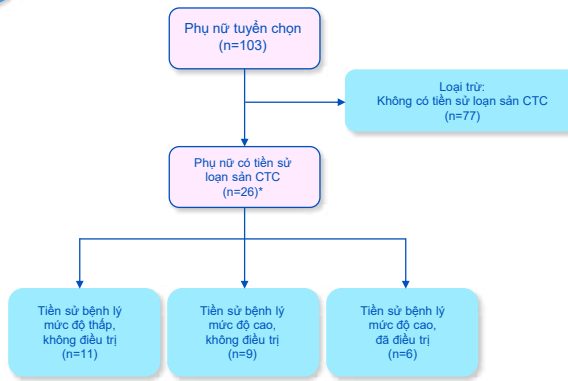 Phụ nữ tuyển chọn
(n=103)
Loại trừ:
Không có tiền sử loạn sản CTC
(n=77)
Phụ nữ có tiền sử
loạn sản CTC
(n=26)*
Tiền sử bệnh lý
mức độ thấp,
không điều trị
(n=11)
Tiền sử bệnh lý
mức độ cao,
không điều trị
(n=9)
Tiền sử bệnh lý
mức độ cao,
đã điều trị
(n=6)